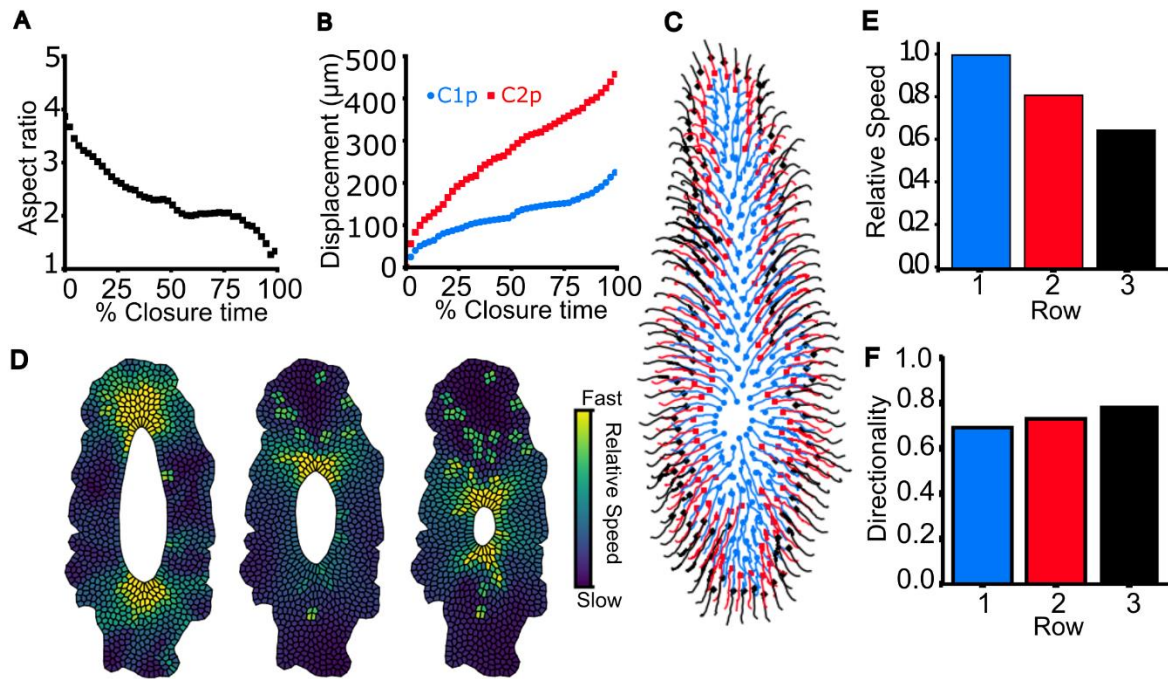 A
5
4
3
2
1
Aspect ratio
0 25 50 75 100
% Closure time
B
500
400
300
200
100
0
Displacement (µm)
C1p C2p
0 25 50 75 100
% Closure time
C
D
Fast
Relative Speed
Slow
E
1.0
0.8
0.6
0.4
0.2
0.0
Relative Speed
1 2 3
Row
F
1.0
0.8
0.6
0.4
0.2
0.0
Directionality
1 2 3
Row